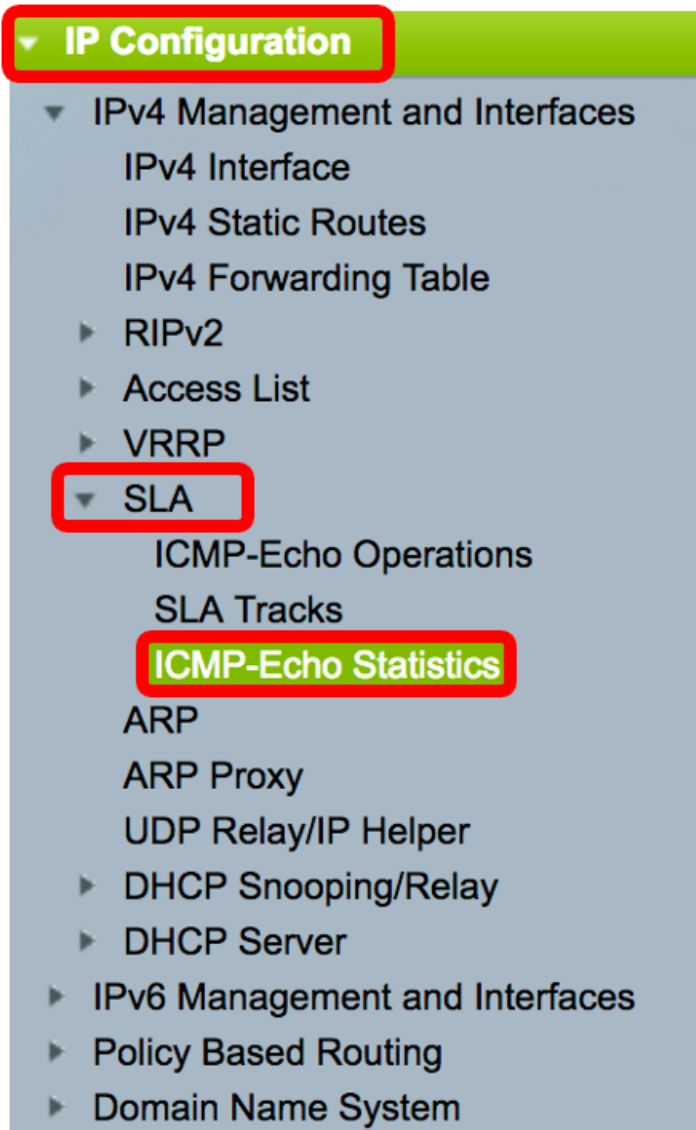 IP Configuration
IPv4 Management and Interfaces
IPv4 Interface
IPv4 Static Routes
IPv4 Forwarding Table
RIPv2
Access List
VRRP
SLA
ICMP-Echo Operations
SLA Tracks
ICMP-Echo Statistics
ARP
ARP Proxy
UDP Relay/IP Helper
DHCP Snooping/Relay
DHCP Server
IPv6 Management and Interfaces
Policy Based Routing
Domain Name System